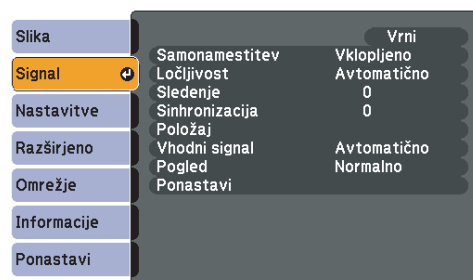 Slika
Signal
Nastavitve
Razširjeno
Omrežje
Informacije
Ponastavi
Vrni
Samonamestitev Vklopljeno
Ločljivost Avtomatično
Sledenje 0
Sinhronizacija 0
Položaj
Vhodni signal Avtomatično
Pogled Normalno
Ponastavi